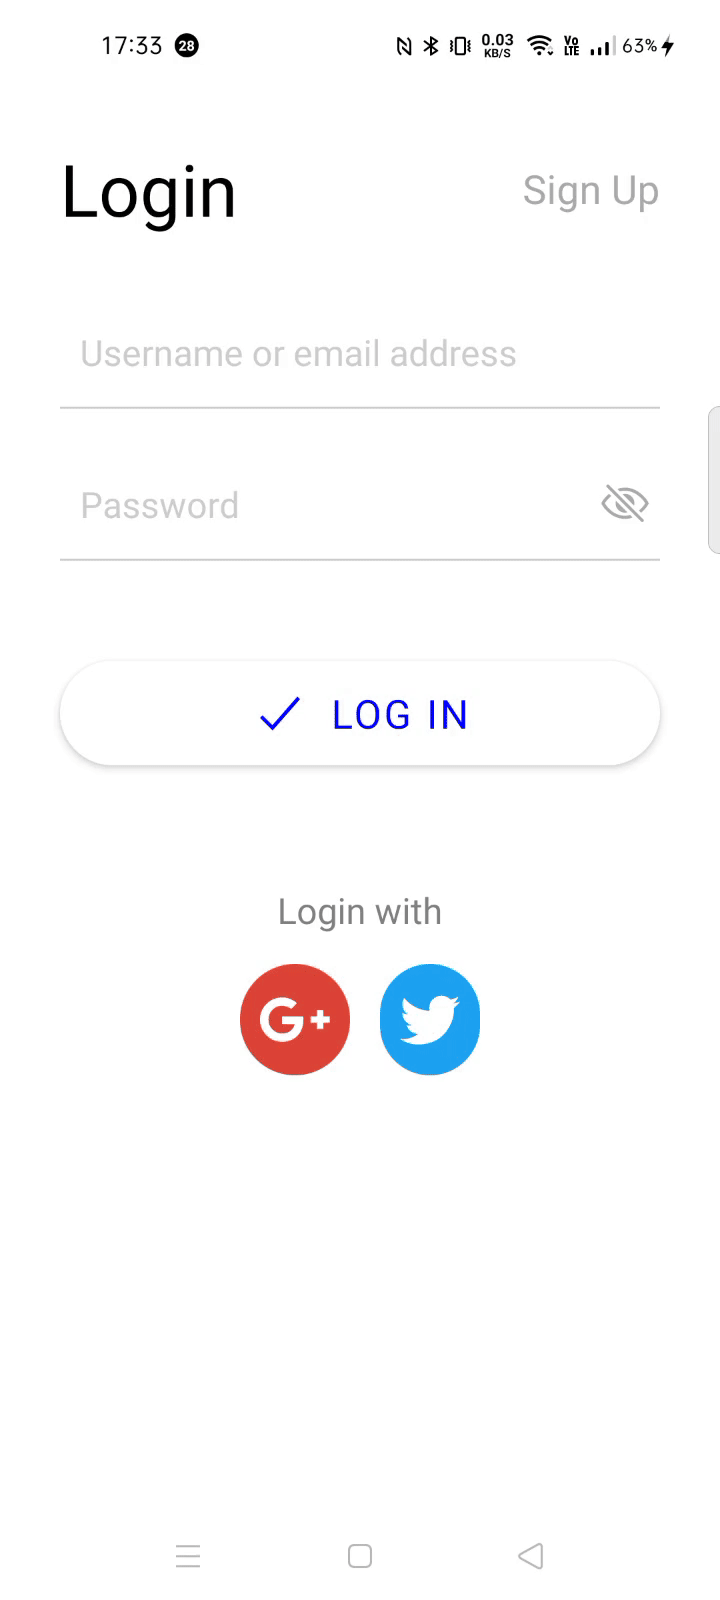 17:33 28 0.03 KB/S Vo LTE 63%
Login
Sign Up
Username or email address
Password
LOG IN
Login with
G+